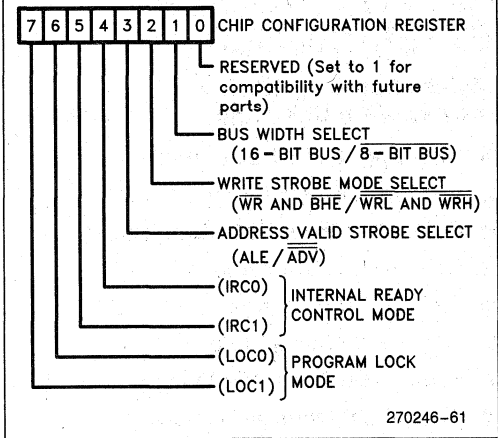 7 6 5 4 3 2 1 0 CHIP CONFIGURATION REGISTER
RESERVED (Set to 1 for
compatibility with future
parts)
BUS WIDTH SELECT
(16 - BIT BUS / 8 - BIT BUS)
WRITE STROBE MODE SELECT
(WR AND BHE / WRL AND WRH)
ADDRESS VALID STROBE SELECT
(ALE / ADV)
(IRC0)
INTERNAL READY
CONTROL MODE
(IRC1)
(LOC0)
PROGRAM LOCK
MODE
(LOC1)
270246-61